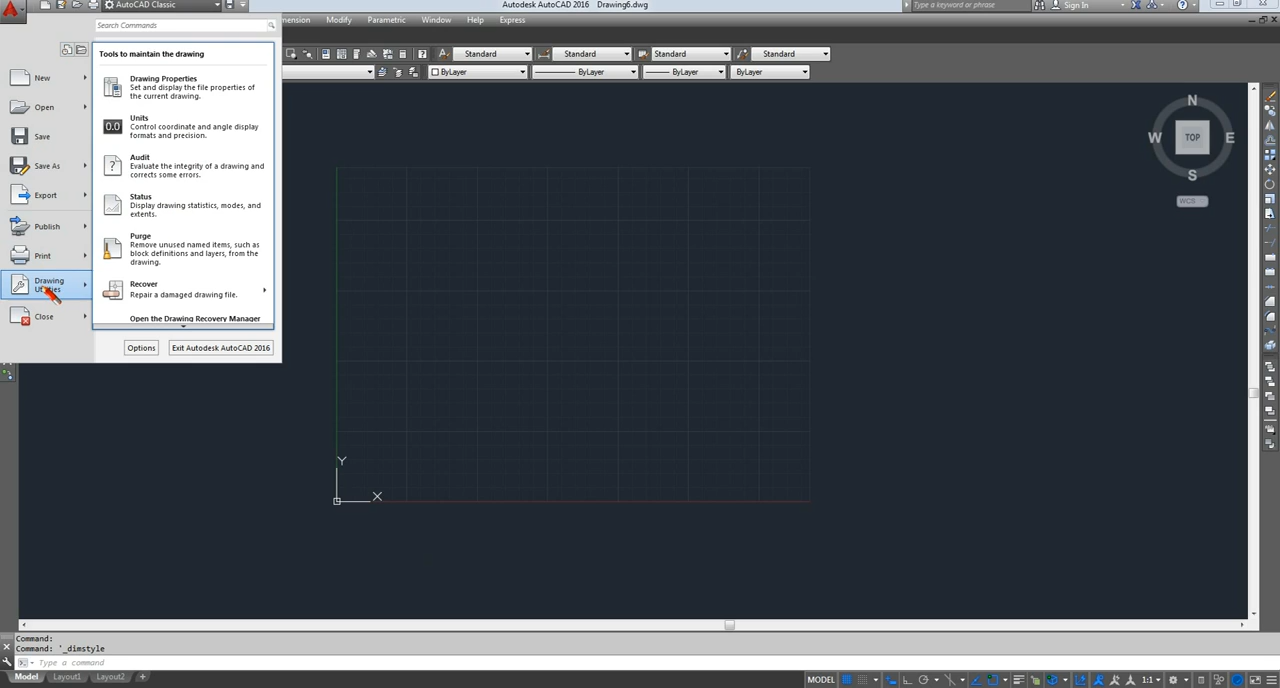 AutoCAD Classic
Autodesk AutoCAD 2016 Drawing6.dwg
Type a keyword or phrase
Sign In
mension
Modify
Parametric
Window
Help
Express
Search Commands
Standard
Standard
Standard
Standard
ByLayer
ByLayer
ByLayer
ByLayer
New
Open
Save
Save As
Export
Publish
Print
Drawing
Utilities
Close
Tools to maintain the drawing
Drawing Properties
Set and display the file properties of
the current drawing.
0.0
Units
Control coordinate and angle display
formats and precision.
?
Audit
Evaluate the integrity of a drawing and
corrects some errors.
Status
Display drawing statistics, modes, and
extents.
Purge
Remove unused named items, such as
block definitions and layers, from the
drawing.
Recover
Repair a damaged drawing file.
Open the Drawing Recovery Manager
Options
Exit Autodesk AutoCAD 2016
N
W
TOP
E
S
WCS
Y
X
Command:
Command: '_dimstyle
Type a command
Model
Layout1
Layout2
+
MODEL
1:1